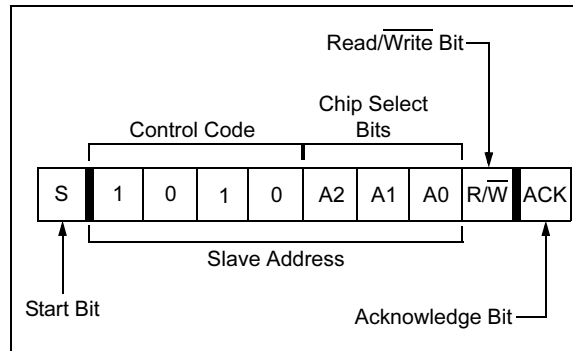 Read/Write Bit
Chip Select
Bits
Control Code
S 1 0 1 0 A2 A1 A0 R/W ACK
Slave Address
Start Bit
Acknowledge Bit